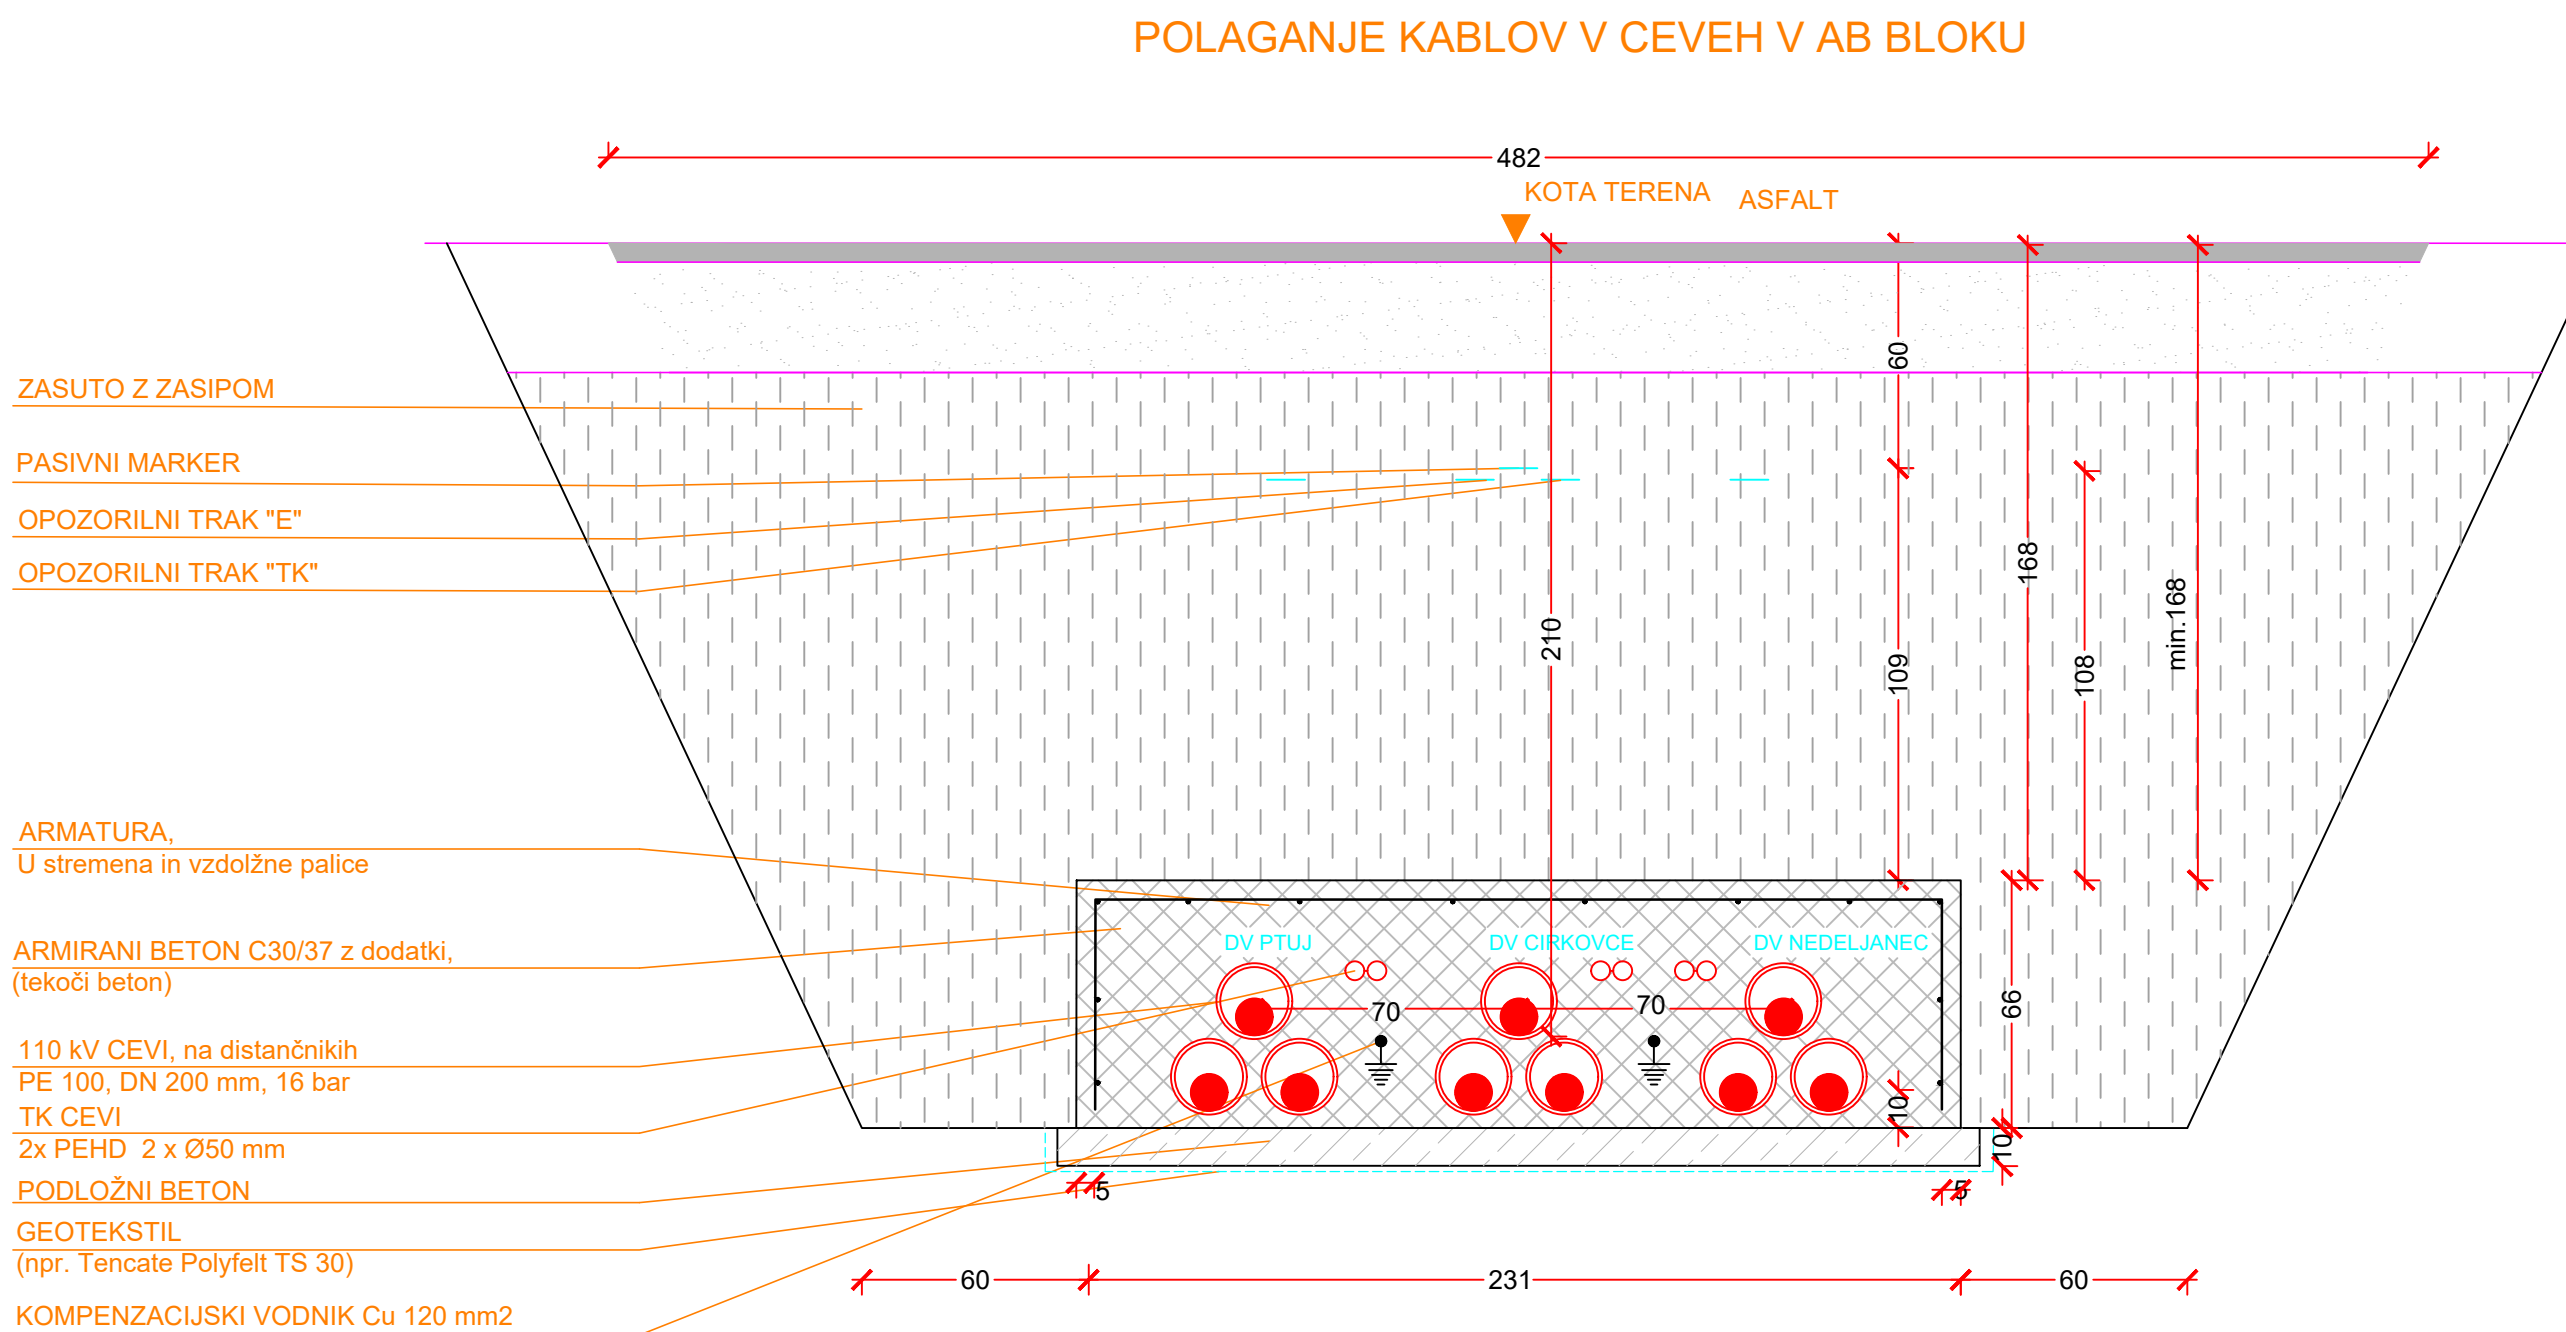 POLAGANJE KABLOV V CEVEH V AB BLOKU
482
KOTA TERENA
ASFALT
60
ZASUTO Z ZASIPOM
PASIVNI MARKER
OPOZORILNI TRAK "E"
OPOZORILNI TRAK "TK"
168
min.168
210
109
108
ARMATURA,
U stremena in vzdolžne palice
ARMIRANI BETON C30/37 z dodatki,
(tekoči beton)
DV PTUJ
DV CIRKOVCE
DV NEDELJANEC
70
70
66
110 kV CEVI, na distančnikih
PE 100, DN 200 mm, 16 bar
TK CEVI
2x PEHD 2 x Ø50 mm
10
10
PODLOŽNI BETON
5
5
GEOTEKSTIL
(npr. Tencate Polyfelt TS 30)
60
231
60
KOMPENZACIJSKI VODNIK Cu 120 mm2